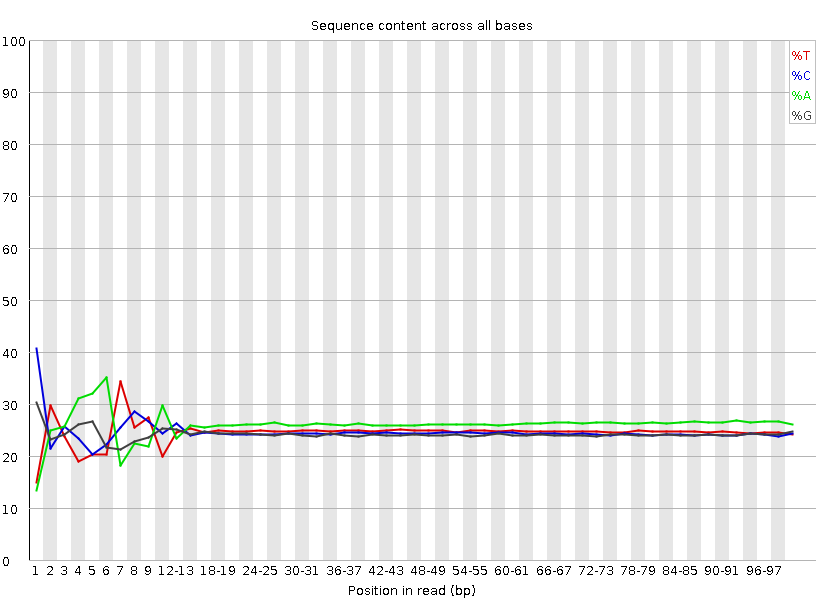 Sequence content across all bases
100
90
80
70
60
50
40
30
20
10
0
%T
%C
%A
%G
1 2 3 4 5 6 7 8 9 12-13 18-19 24-25 30-31 36-37 42-43 48-49 54-55 60-61 66-67 72-73 78-79 84-85 90-91 96-97
Position in read (bp)